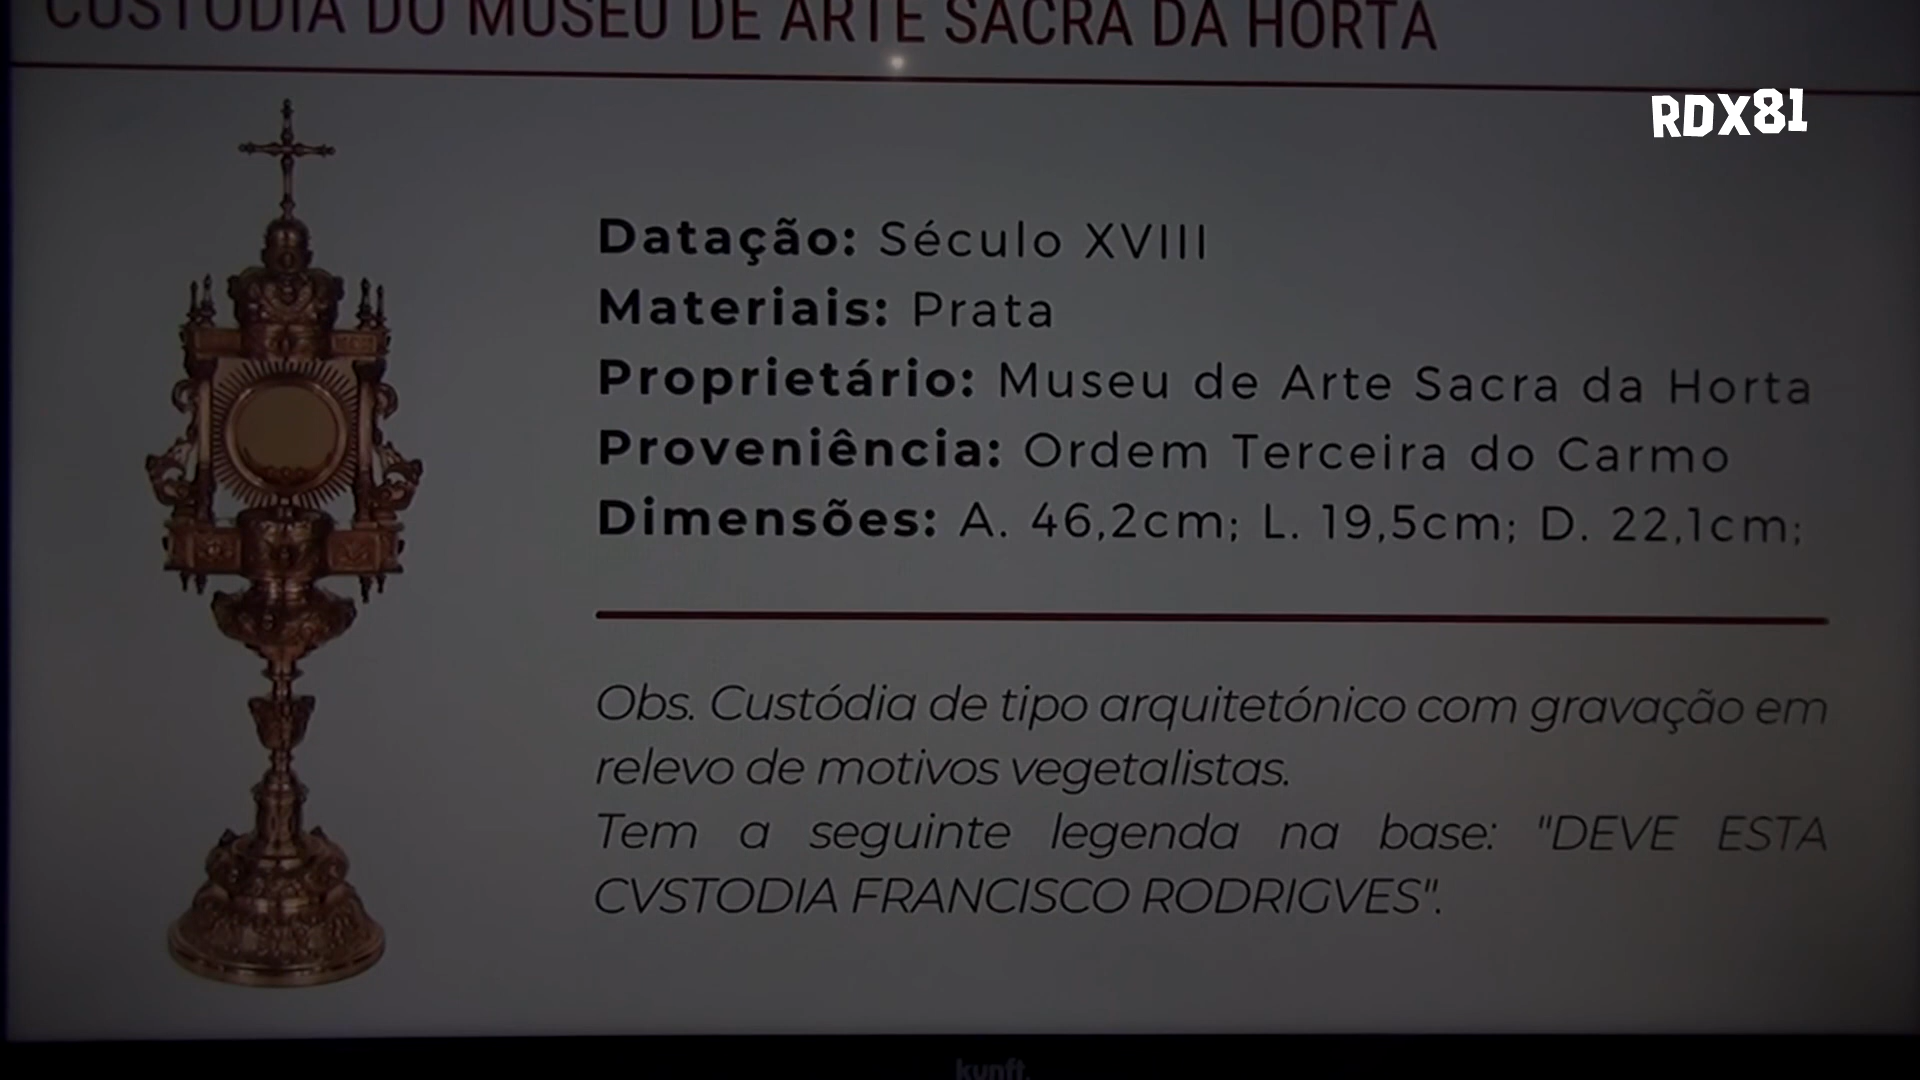 CUSTÓDIA DO MUSEU DE ARTE SACRA DA HORTA
RDX81
Datação: Século XVIII
Materiais: Prata
Proprietário: Museu de Arte Sacra da Horta
Proveniência: Ordem Terceira do Carmo
Dimensões: A. 46,2cm; L. 19,5cm; D. 22,1cm;
Obs. Custódia de tipo arquitetónico com gravação em
relevo de motivos vegetalistas.
Tem a seguinte legenda na base: "DEVE ESTA
CVSTODIA FRANCISCO RODRIGVES".
kunft.